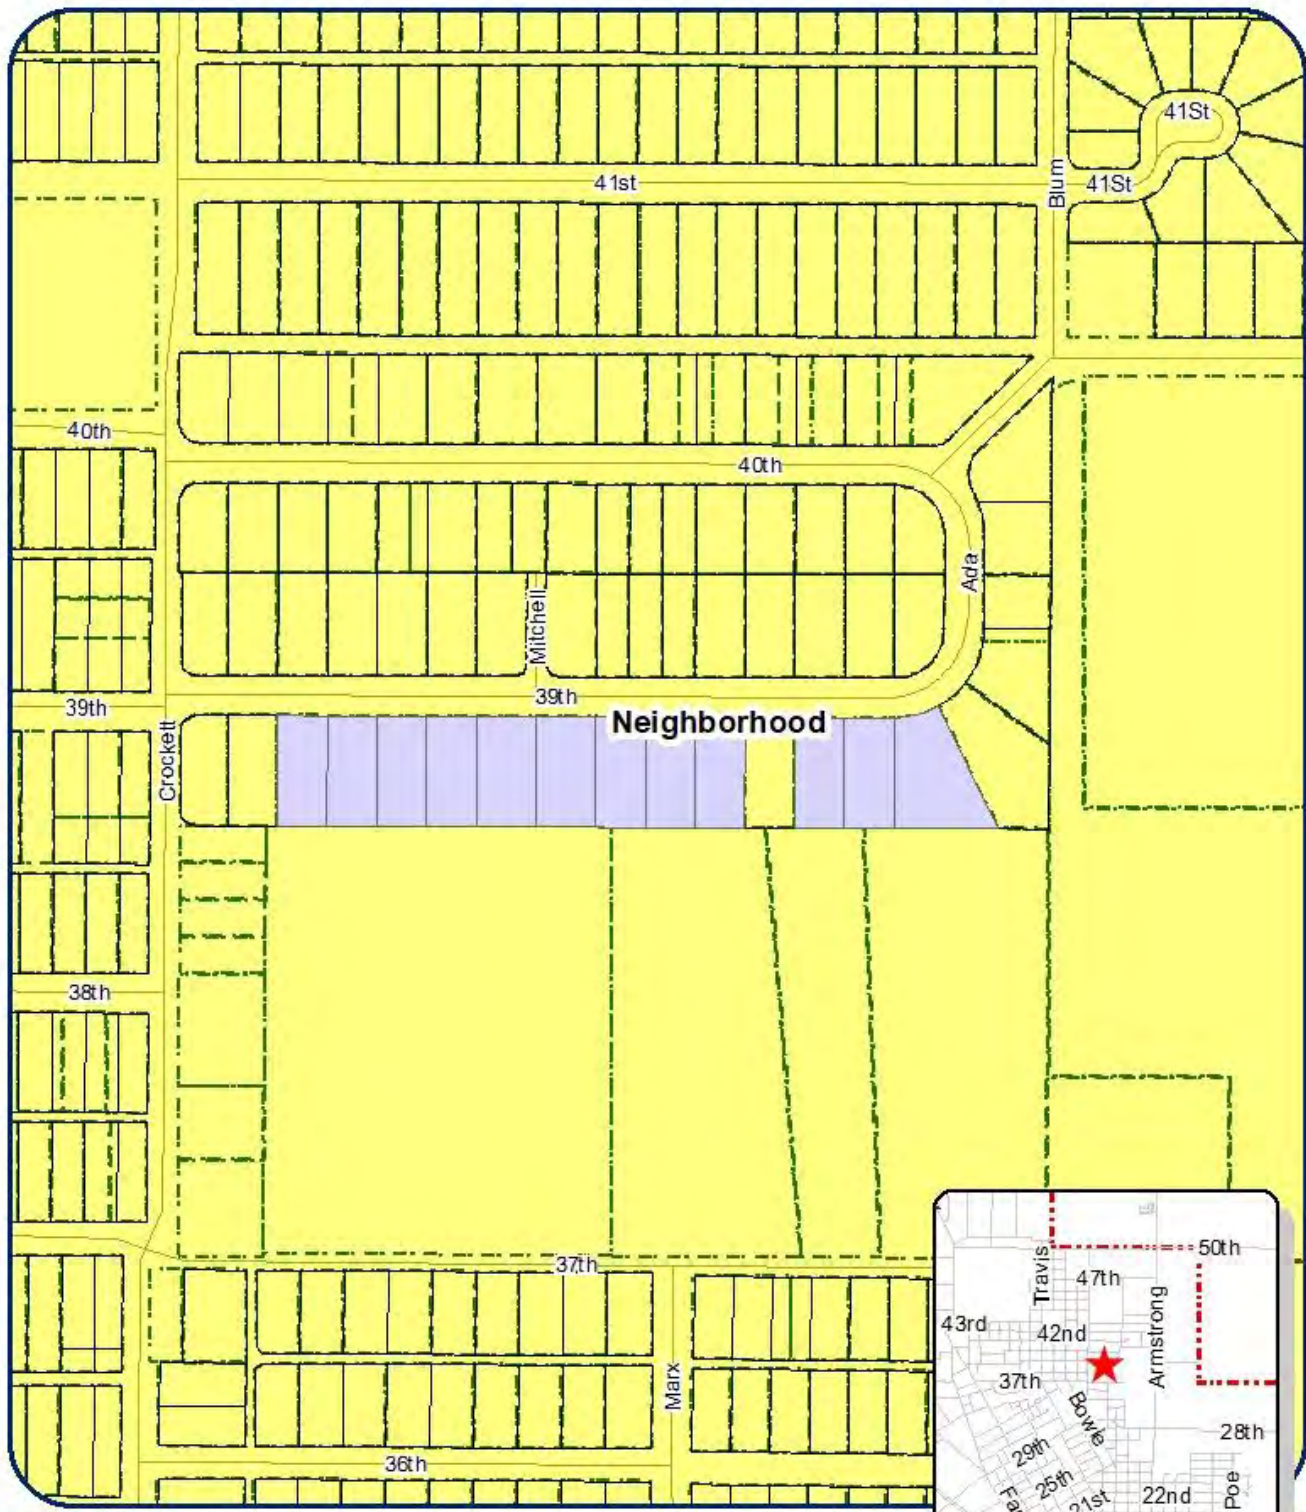 41St
41st
41St
Blum
40th
40th
Ada
Mitchell
39th
39th
Neighborhood
Crockett
38th
37th
Marx
36th
50th
Travis
47th
Armstrong
43rd
42nd
37th
Bowie
28th
29th
25th
21st
22nd
Poe